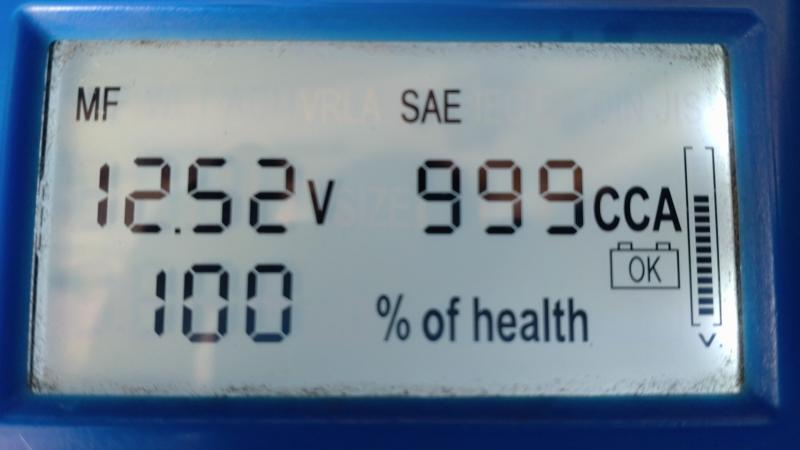 MF SAE
12.52 V 999 CCA
OK
100 % of health